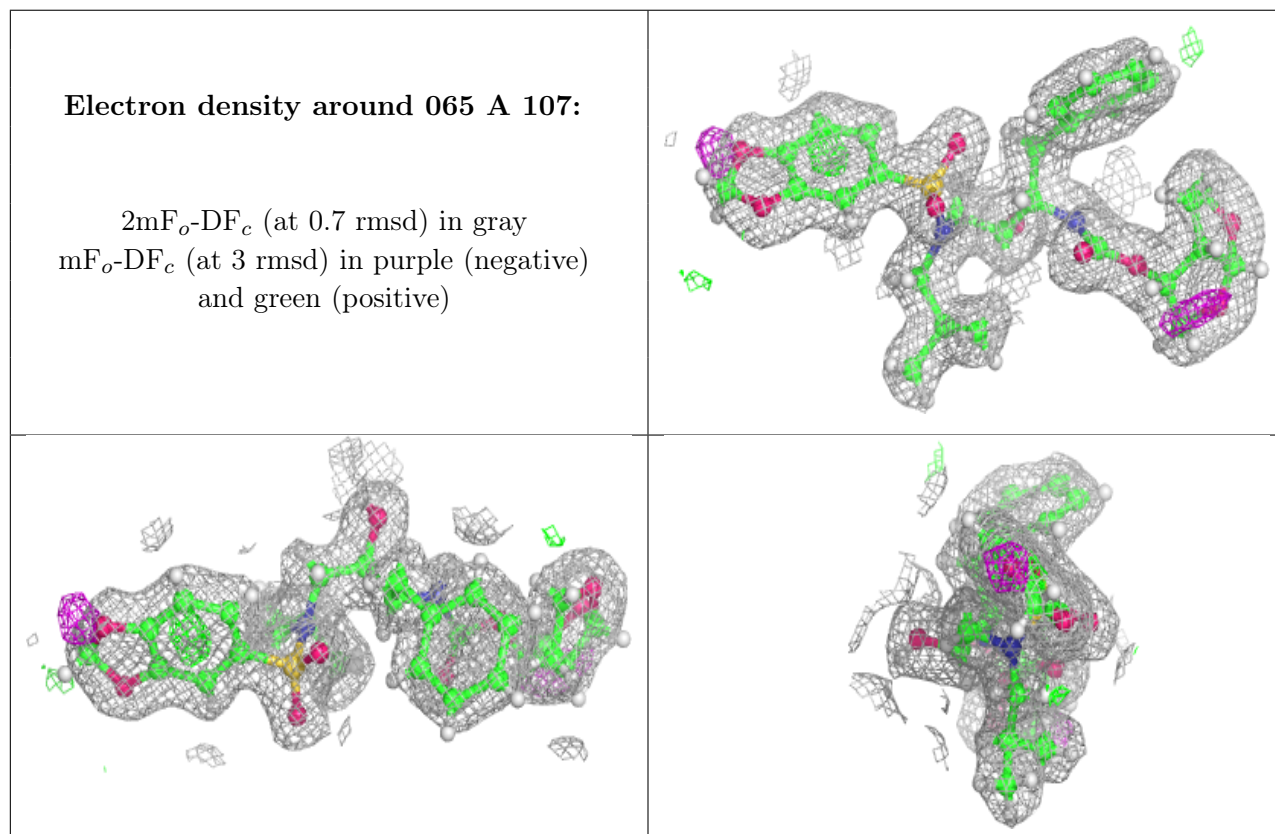 Electron density around 065 A 107:
2mFo-DFc (at 0.7 rmsd) in gray
mFo-DFc (at 3 rmsd) in purple (negative)
and green (positive)